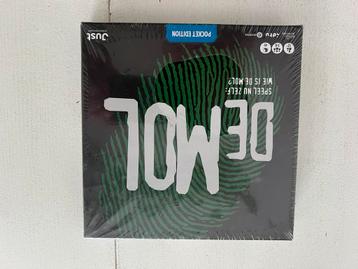 DE
MOL
SPEEL NU ZELF:
WIE IS DE MOL?
POCKET EDITION
Just